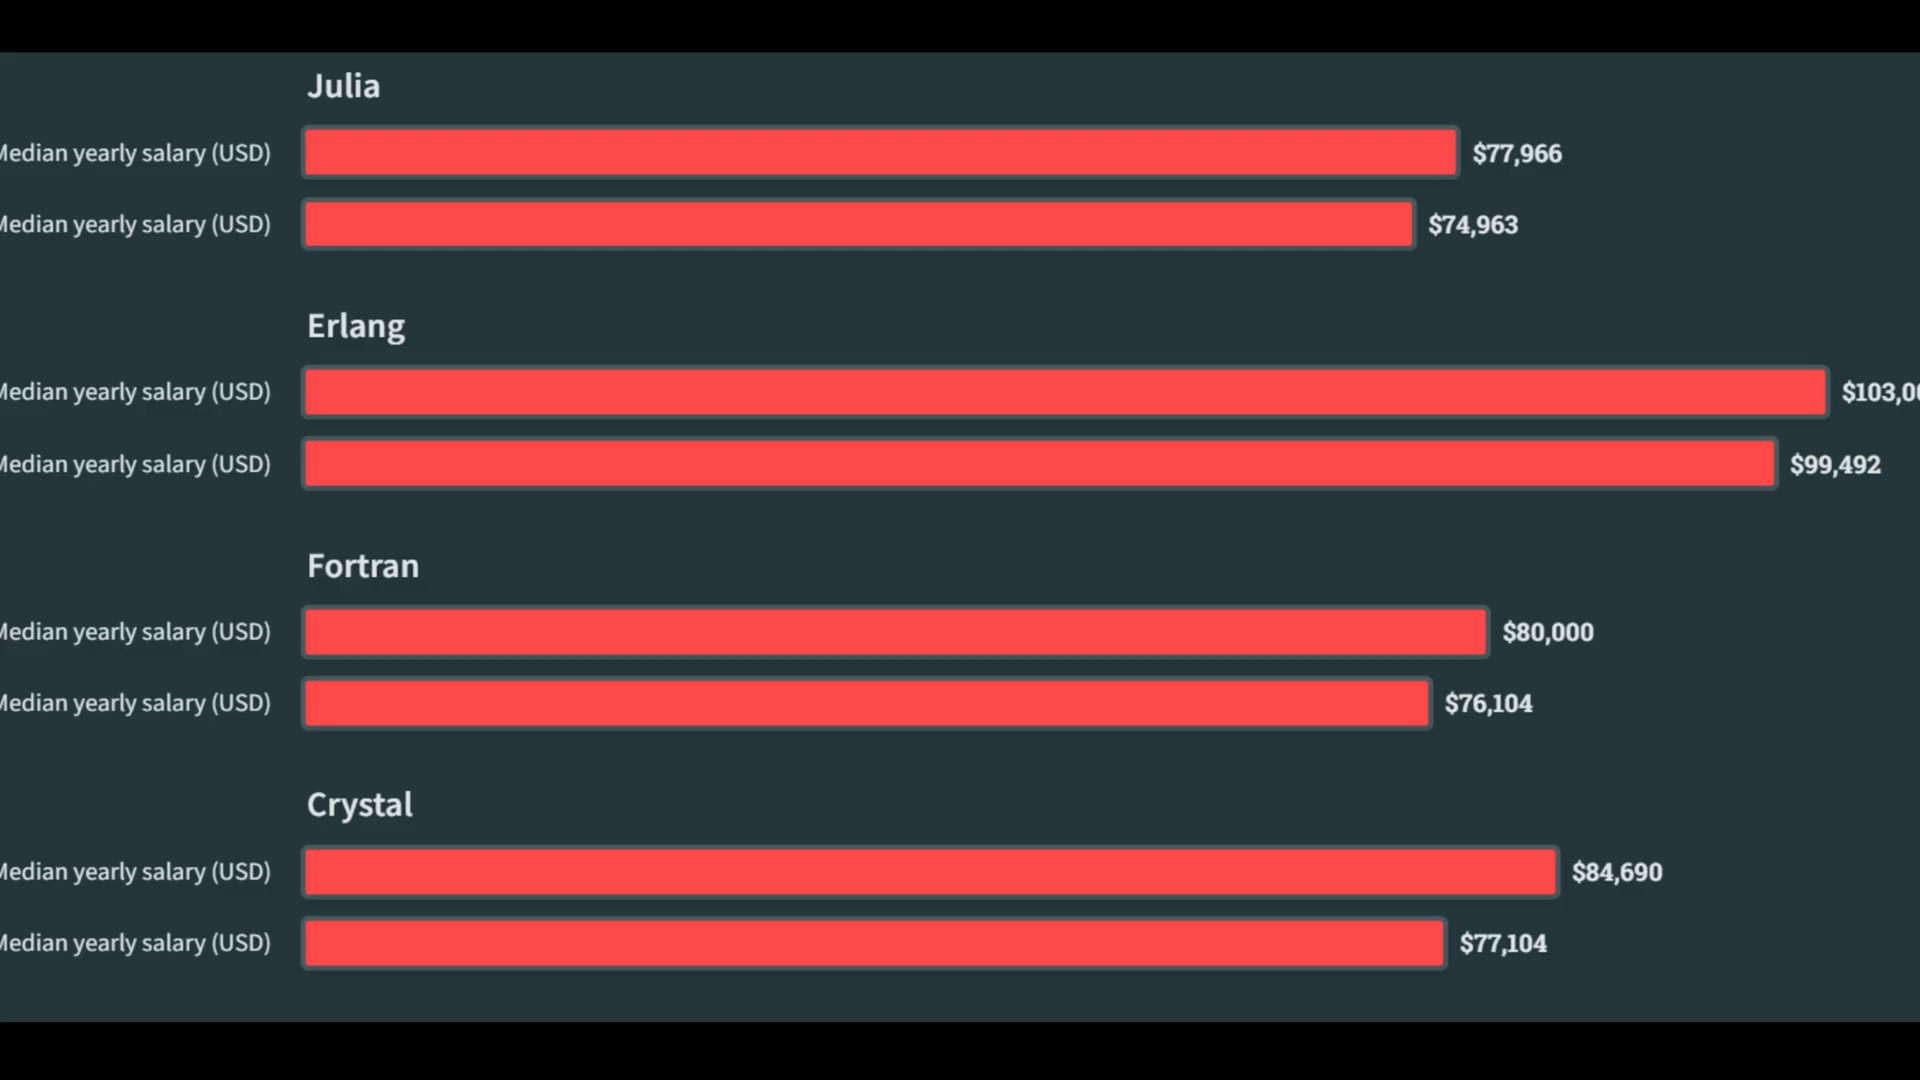 Julia
Median yearly salary (USD) $77,966
Median yearly salary (USD) $74,963
Erlang
Median yearly salary (USD) $103,0
Median yearly salary (USD) $99,492
Fortran
Median yearly salary (USD) $80,000
Median yearly salary (USD) $76,104
Crystal
Median yearly salary (USD) $84,690
Median yearly salary (USD) $77,104